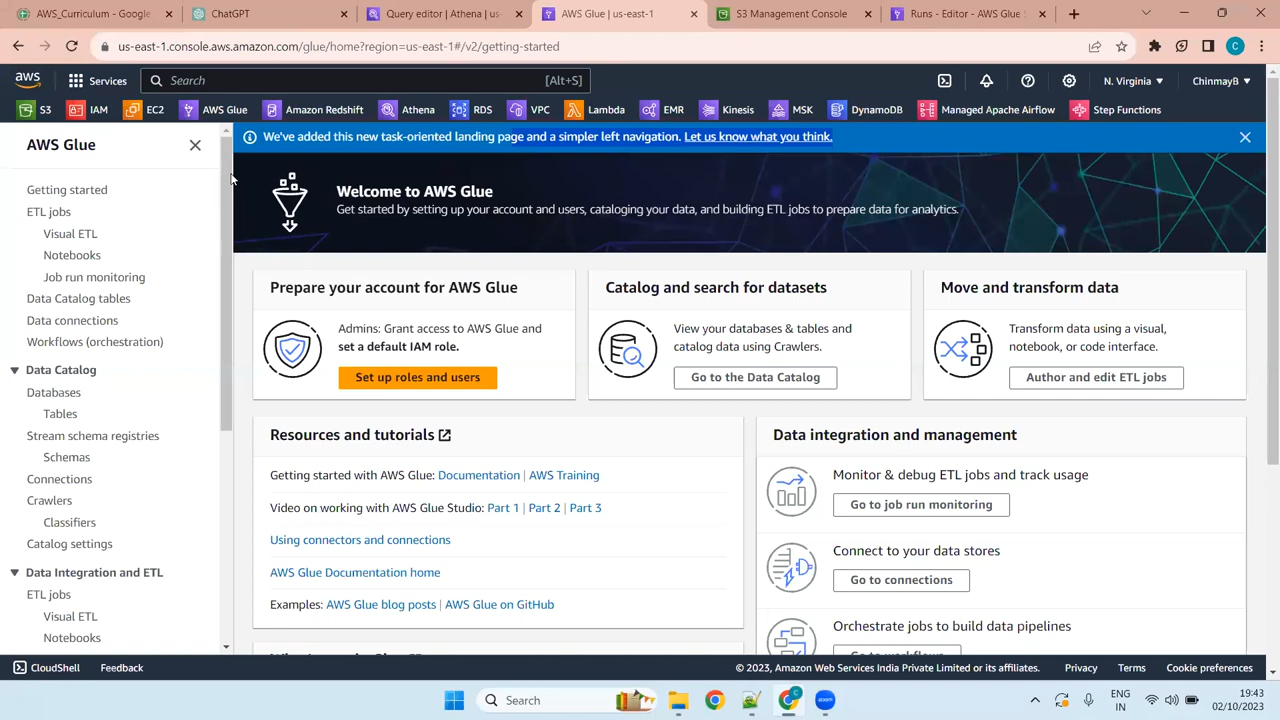 AWS_Curriculum - Google
ChatGPT
Query editor | Athena | us-
AWS Glue | us-east-1
S3 Management Console
Runs - Editor - AWS Glue S
us-east-1.console.aws.amazon.com/glue/home?region=us-east-1#/v2/getting-started
C
aws
Services
Search
[Alt+S]
N. Virginia
ChinmayB
S3
IAM
EC2
AWS Glue
Amazon Redshift
Athena
RDS
VPC
Lambda
EMR
Kinesis
MSK
DynamoDB
Managed Apache Airflow
Step Functions
AWS Glue
Getting started
ETL jobs
Visual ETL
Notebooks
Job run monitoring
Data Catalog tables
Data connections
Workflows (orchestration)
Data Catalog
Databases
Tables
Stream schema registries
Schemas
Connections
Crawlers
Classifiers
Catalog settings
Data Integration and ETL
ETL jobs
Visual ETL
Notebooks
We've added this new task-oriented landing page and a simpler left navigation. Let us know what you think.
Welcome to AWS Glue
Get started by setting up your account and users, cataloging your data, and building ETL jobs to prepare data for analytics.
Prepare your account for AWS Glue
Admins: Grant access to AWS Glue and
set a default IAM role.
Set up roles and users
Catalog and search for datasets
View your databases & tables and
catalog data using Crawlers.
Go to the Data Catalog
Move and transform data
Transform data using a visual,
notebook, or code interface.
Author and edit ETL jobs
Resources and tutorials
Getting started with AWS Glue: Documentation | AWS Training
Video on working with AWS Glue Studio: Part 1 | Part 2 | Part 3
Using connectors and connections
AWS Glue Documentation home
Examples: AWS Glue blog posts | AWS Glue on GitHub
Data integration and management
Monitor & debug ETL jobs and track usage
Go to job run monitoring
Connect to your data stores
Go to connections
Orchestrate jobs to build data pipelines
CloudShell
Feedback
© 2023, Amazon Web Services India Private Limited or its affiliates.
Privacy
Terms
Cookie preferences
Search
C
zoom
ENG
IN
19:43
02/10/2023